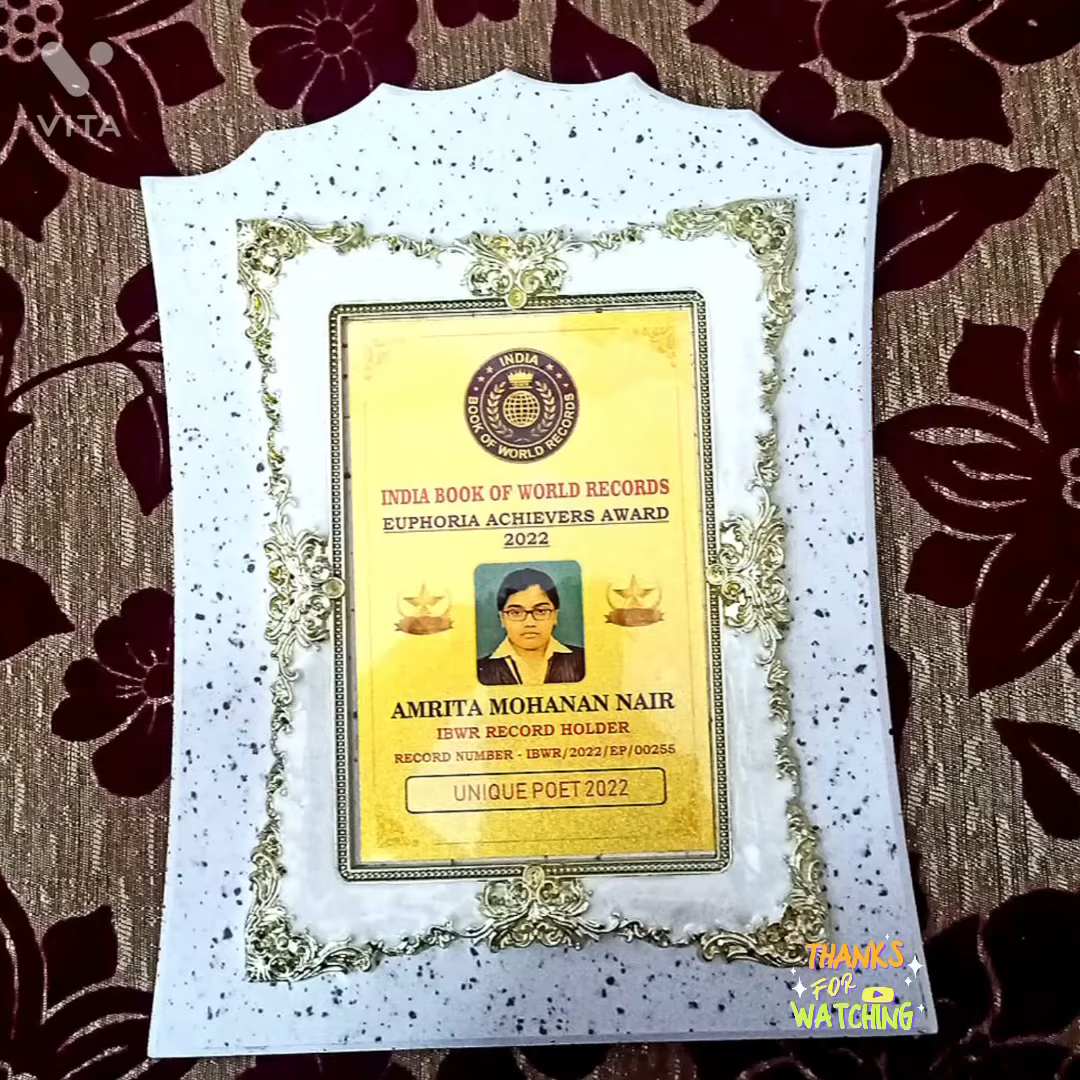 VITA
INDIA
BOOK OF WORLD RECORDS
INDIA BOOK OF WORLD RECORDS
EUPHORIA ACHIEVERS AWARD
2022
AMRITA MOHANAN NAIR
IBWR RECORD HOLDER
RECORD NUMBER - IBWR/2022/EP/00255
UNIQUE POET 2022
THANKS
FOR
WATCHING